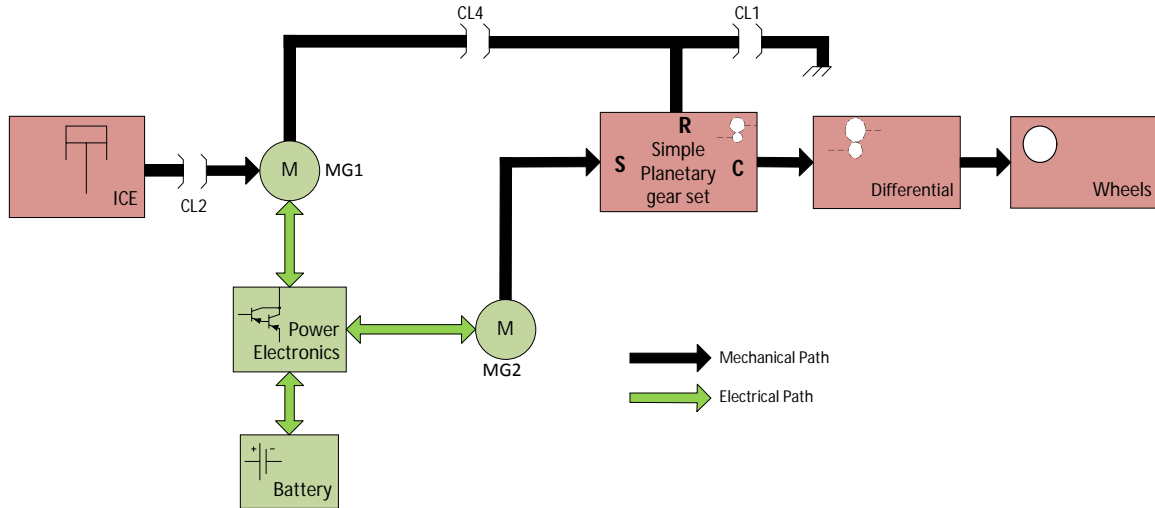 CL4
CL1
ICE
CL2
M
MG1
R
S
Simple
Planetary
gear set
C
Differential
Wheels
Power
Electronics
M
MG2
Mechanical Path
Electrical Path
+ -
Battery